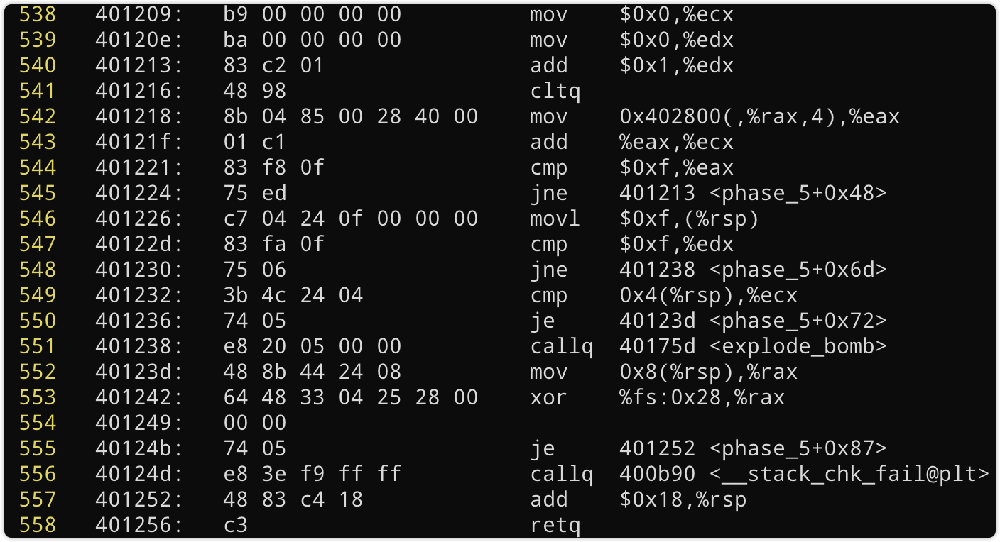 538 401209: b9 00 00 00 00 mov $0x0,%ecx
539 40120e: ba 00 00 00 00 mov $0x0,%edx
540 401213: 83 c2 01 add $0x1,%edx
541 401216: 48 98 cltq
542 401218: 8b 04 85 00 28 40 00 mov 0x402800(,%rax,4),%eax
543 40121f: 01 c1 add %eax,%ecx
544 401221: 83 f8 0f cmp $0xf,%eax
545 401224: 75 ed jne 401213 <phase_5+0x48>
546 401226: c7 04 24 0f 00 00 00 movl $0xf,(%rsp)
547 40122d: 83 fa 0f cmp $0xf,%edx
548 401230: 75 06 jne 401238 <phase_5+0x6d>
549 401232: 3b 4c 24 04 cmp 0x4(%rsp),%ecx
550 401236: 74 05 je 40123d <phase_5+0x72>
551 401238: e8 20 05 00 00 callq 40175d <explode_bomb>
552 40123d: 48 8b 44 24 08 mov 0x8(%rsp),%rax
553 401242: 64 48 33 04 25 28 00 xor %fs:0x28,%rax
554 401249: 00 00
555 40124b: 74 05 je 401252 <phase_5+0x87>
556 40124d: e8 3e f9 ff ff callq 400b90 <__stack_chk_fail@plt>
557 401252: 48 83 c4 18 add $0x18,%rsp
558 401256: c3 retq